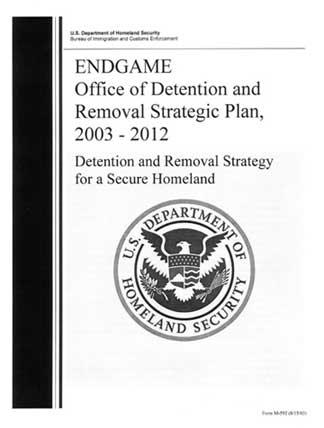 U.S. Department of Homeland Security
Bureau of Immigration and Customs Enforcement
ENDGAME
Office of Detention and
Removal Strategic Plan,
2003 - 2012
Detention and Removal Strategy
for a Secure Homeland
U.S. DEPARTMENT OF
HOMELAND SECURITY